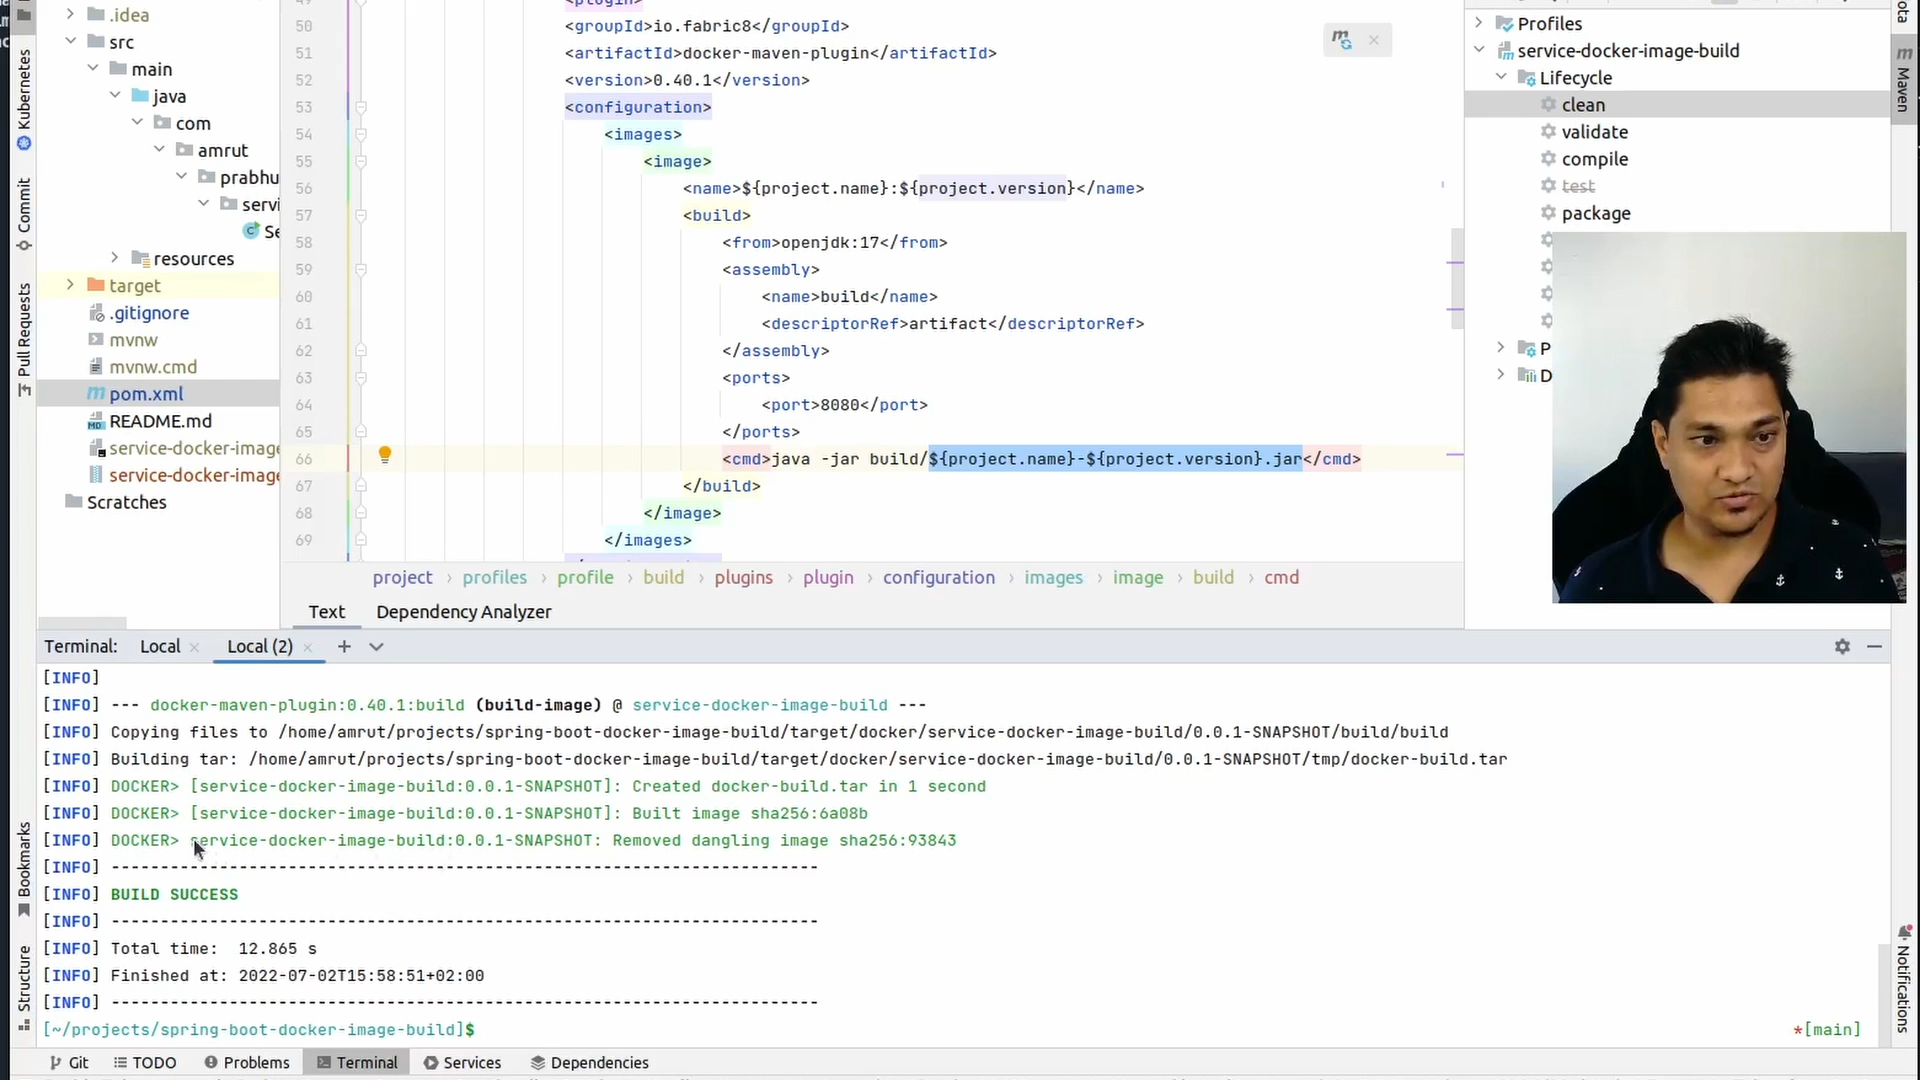 .idea
src
main
java
com
amrut
prabhu
servi
Se
resources
target
.gitignore
mvnw
mvnw.cmd
pom.xml
README.md
service-docker-image
service-docker-image
Scratches
Kubernetes
Commit
Pull Requests
Bookmarks
Structure
49 <plugin>
50 <groupId>io.fabric8</groupId>
51 <artifactId>docker-maven-plugin</artifactId>
52 <version>0.40.1</version>
53 <configuration>
54 <images>
55 <image>
56 <name>${project.name}:${project.version}</name>
57 <build>
58 <from>openjdk:17</from>
59 <assembly>
60 <name>build</name>
61 <descriptorRef>artifact</descriptorRef>
62 </assembly>
63 <ports>
64 <port>8080</port>
65 </ports>
66 <cmd>java -jar build/${project.name}-${project.version}.jar</cmd>
67 </build>
68 </image>
69 </images>
project › profiles › profile › build › plugins › plugin › configuration › images › image › build › cmd
Text Dependency Analyzer
Profiles
service-docker-image-build
Lifecycle
clean
validate
compile
test
package
P
D
Maven
Notifications
Terminal: Local × Local (2) × +
[INFO]
[INFO] --- docker-maven-plugin:0.40.1:build (build-image) @ service-docker-image-build ---
[INFO] Copying files to /home/amrut/projects/spring-boot-docker-image-build/target/docker/service-docker-image-build/0.0.1-SNAPSHOT/build/build
[INFO] Building tar: /home/amrut/projects/spring-boot-docker-image-build/target/docker/service-docker-image-build/0.0.1-SNAPSHOT/tmp/docker-build.tar
[INFO] DOCKER> [service-docker-image-build:0.0.1-SNAPSHOT]: Created docker-build.tar in 1 second
[INFO] DOCKER> [service-docker-image-build:0.0.1-SNAPSHOT]: Built image sha256:6a08b
[INFO] DOCKER> service-docker-image-build:0.0.1-SNAPSHOT: Removed dangling image sha256:93843
[INFO] ------------------------------------------------------------------------
[INFO] BUILD SUCCESS
[INFO] ------------------------------------------------------------------------
[INFO] Total time:  12.865 s
[INFO] Finished at: 2022-07-02T15:58:51+02:00
[INFO] ------------------------------------------------------------------------
[~/projects/spring-boot-docker-image-build]$ *[main]
Git TODO Problems Terminal Services Dependencies